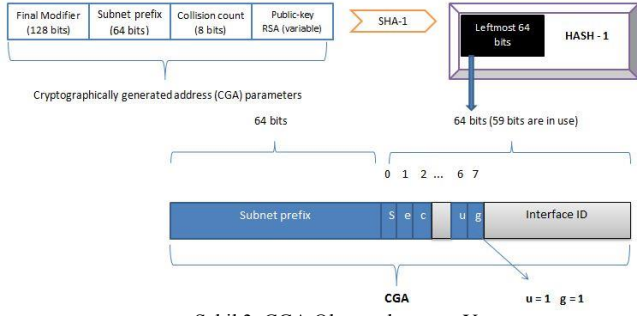 Final Modifier
(128 bits)
Subnet prefix
(64 bits)
Collision count
(8 bits)
Public-key
RSA (variable)
SHA-1
Leftmost 64
bits
HASH - 1
Cryptographically generated address (CGA) parameters
64 bits
64 bits (59 bits are in use)
0 1 2 ... 6 7
Subnet prefix
S e c
u g
Interface ID
CGA
u = 1 g = 1